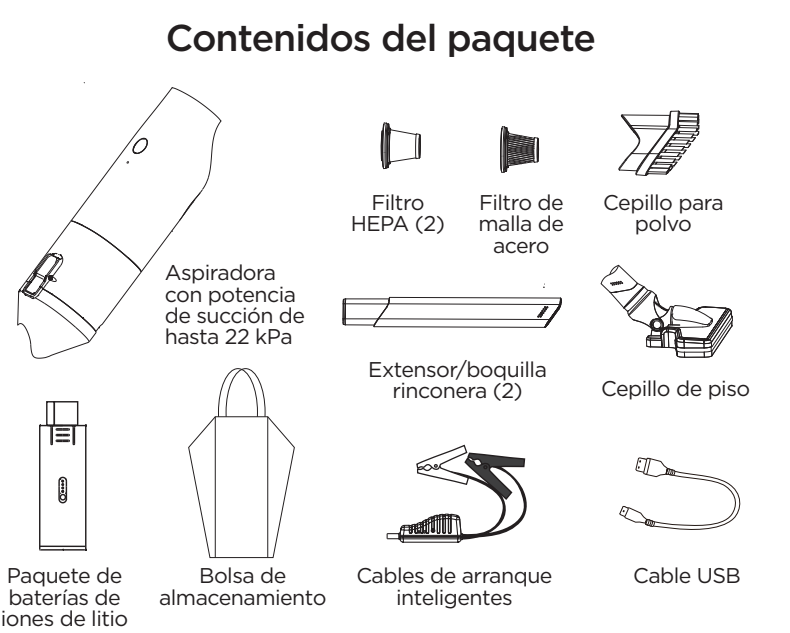 Contenidos del paquete
Filtro
HEPA (2)
Filtro de
malla de
acero
Cepillo para
polvo
Aspiradora
con potencia
de succión de
hasta 22 kPa
Extensor/boquilla
rinconera (2)
Cepillo de piso
Paquete de
baterías de
iones de litio
Bolsa de
almacenamiento
Cables de arranque
inteligentes
Cable USB